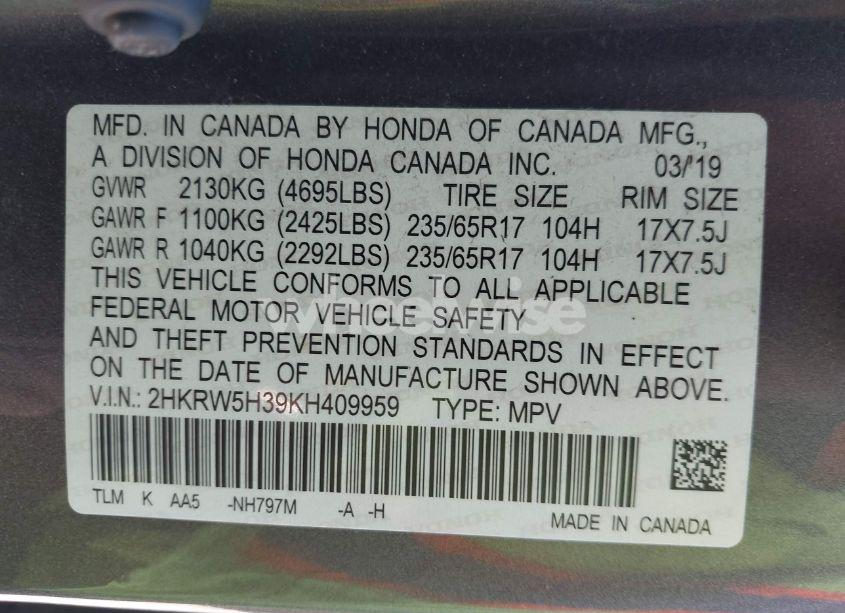 MFD. IN CANADA BY HONDA OF CANADA MFG.,
A DIVISION OF HONDA CANADA INC. 03/'19
GVWR 2130KG (4695LBS) TIRE SIZE RIM SIZE
GAWR F 1100KG (2425LBS) 235/65R17 104H 17X7.5J
GAWR R 1040KG (2292LBS) 235/65R17 104H 17X7.5J
THIS VEHICLE CONFORMS TO ALL APPLICABLE
FEDERAL MOTOR VEHICLE SAFETY
wheelwise
AND THEFT PREVENTION STANDARDS IN EFFECT
ON THE DATE OF MANUFACTURE SHOWN ABOVE.
V.I.N.: 2HKRW5H39KH409959 TYPE: MPV
TLM K AA5 -NH797M -A -H
MADE IN CANADA